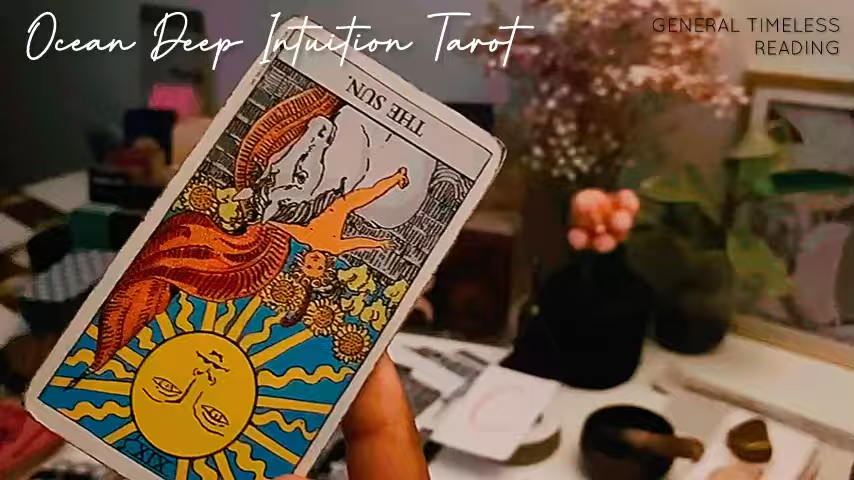 Ocean Deep Intuition Tarot
GENERAL TIMELESS
READING
THE SUN.
XIX